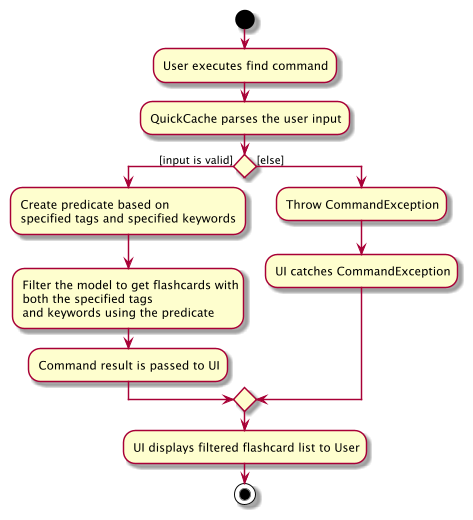 User executes find command
QuickCache parses the user input
[input is valid]
[else]
Create predicate based on
specified tags and specified keywords
Throw CommandException
Filter the model to get flashcards with
both the specified tags
and keywords using the predicate
UI catches CommandException
Command result is passed to UI
UI displays filtered flashcard list to User